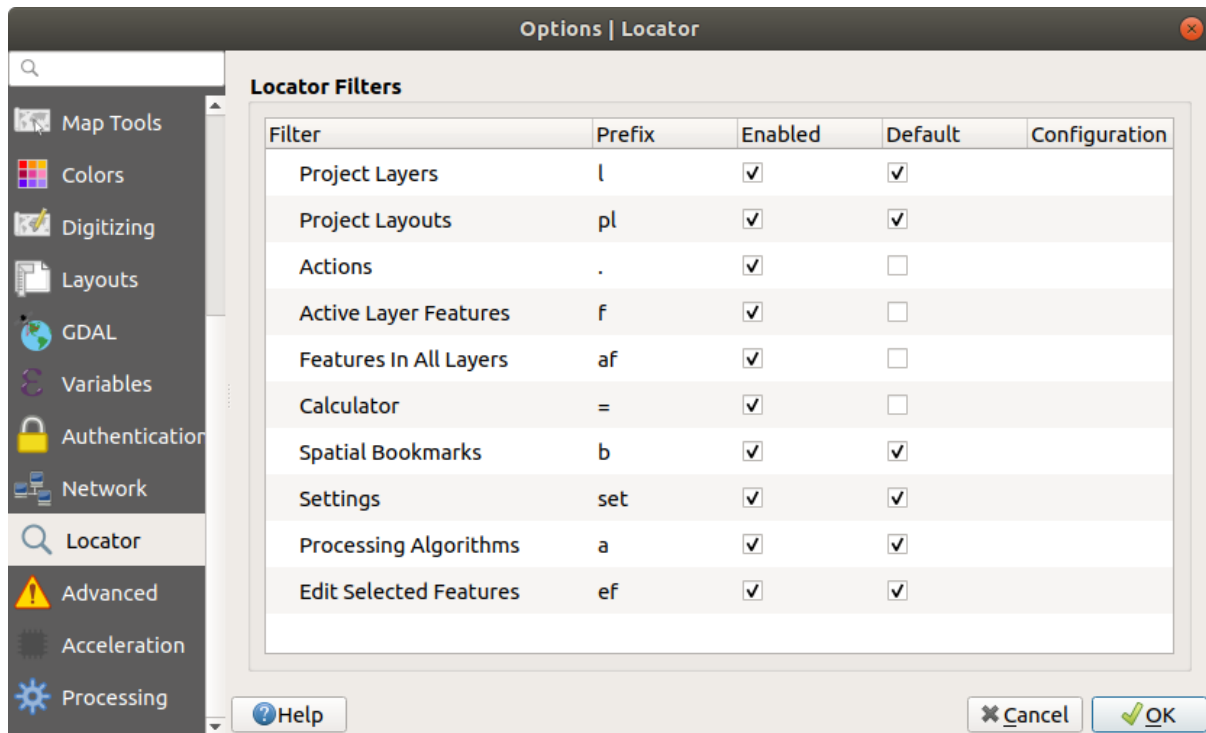 Options | Locator
Map Tools
Colors
Digitizing
Layouts
GDAL
Variables
Authentication
Network
Locator
Advanced
Acceleration
Processing
Locator Filters
Filter Prefix Enabled Default Configuration
Project Layers l
Project Layouts pl
Actions .
Active Layer Features f
Features In All Layers af
Calculator =
Spatial Bookmarks b
Settings set
Processing Algorithms a
Edit Selected Features ef
Help Cancel OK